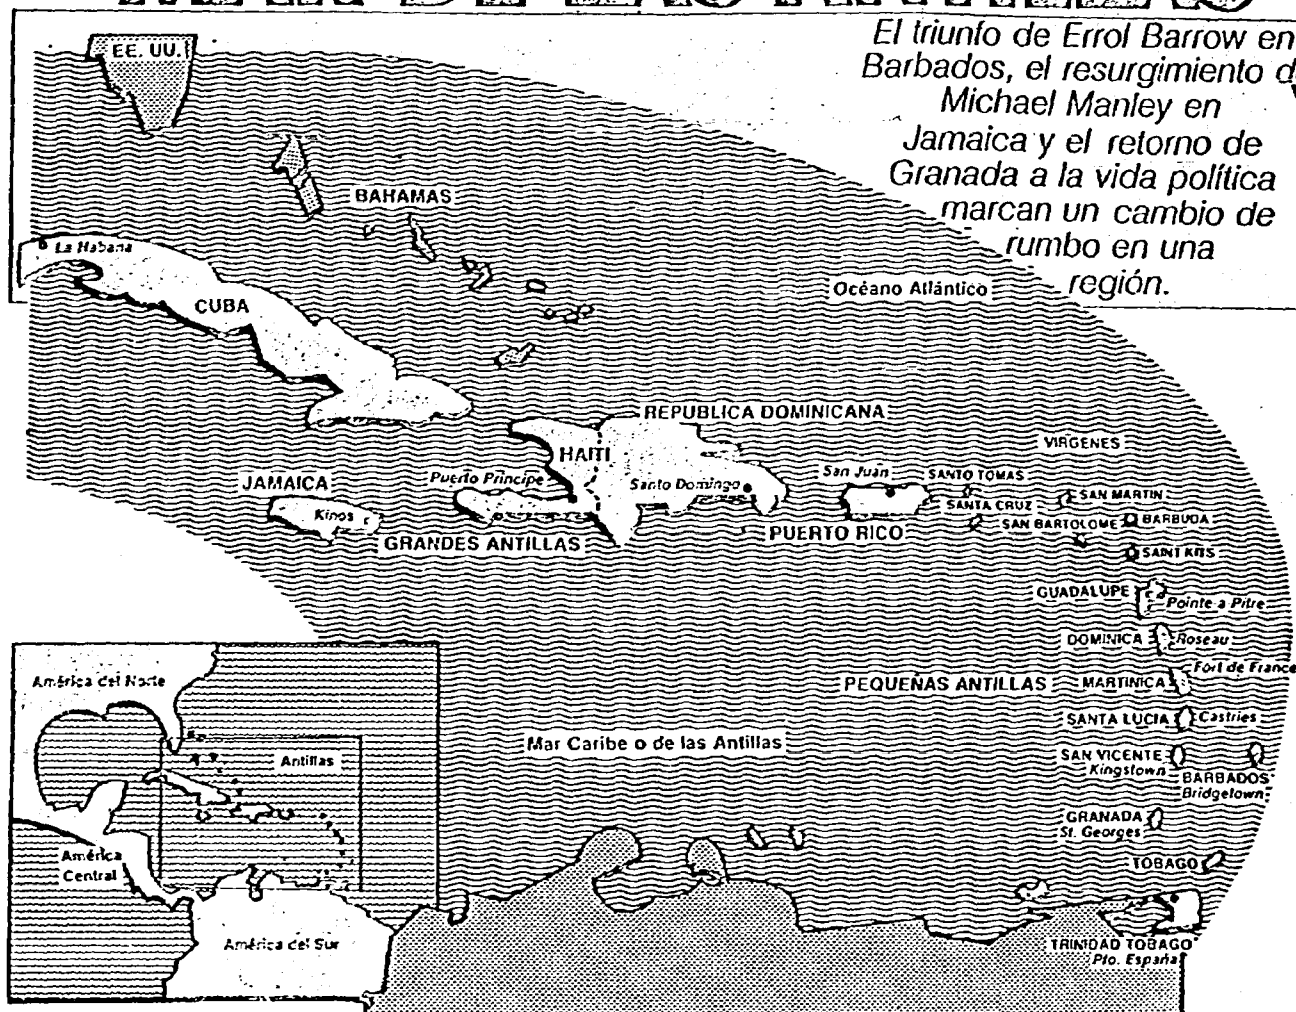 El triunfo de Errol Barrow en
Barbados, el resurgimiento d
Michael Manley en
Jamaica y el retorno de
Granada a la vida política
marcan un cambio de
rumbo en una
región.
EE. UU.
BAHAMAS
La Habana
CUBA
Océano Atlántico
REPUBLICA DOMINICANA
HAITI
VIRGENES
JAMAICA
Kinos
Puerto Principe
Santo Domingo
San Juán
SANTO TOMAS
SANTA CRUZ
SAN MARTIN
SAN BARTOLOME
BARBUDA
GRANDES ANTILLAS
PUERTO RICO
SAINT KITS
GUADALUPE
Pointe a Pitre
DOMINICA
Roseau
Fort de France
PEQUEÑAS ANTILLAS
MARTINICA
SANTA LUCIA
Castries
Mar Caribe o de las Antillas
SAN VICENTE
Kingstown
BARBADOS
Bridgetown
GRANADA
St. Georges
TOBAGO
TRINIDAD TOBAGO
Pto. España
América del Norte
Antillas
América
Central
América del Sur